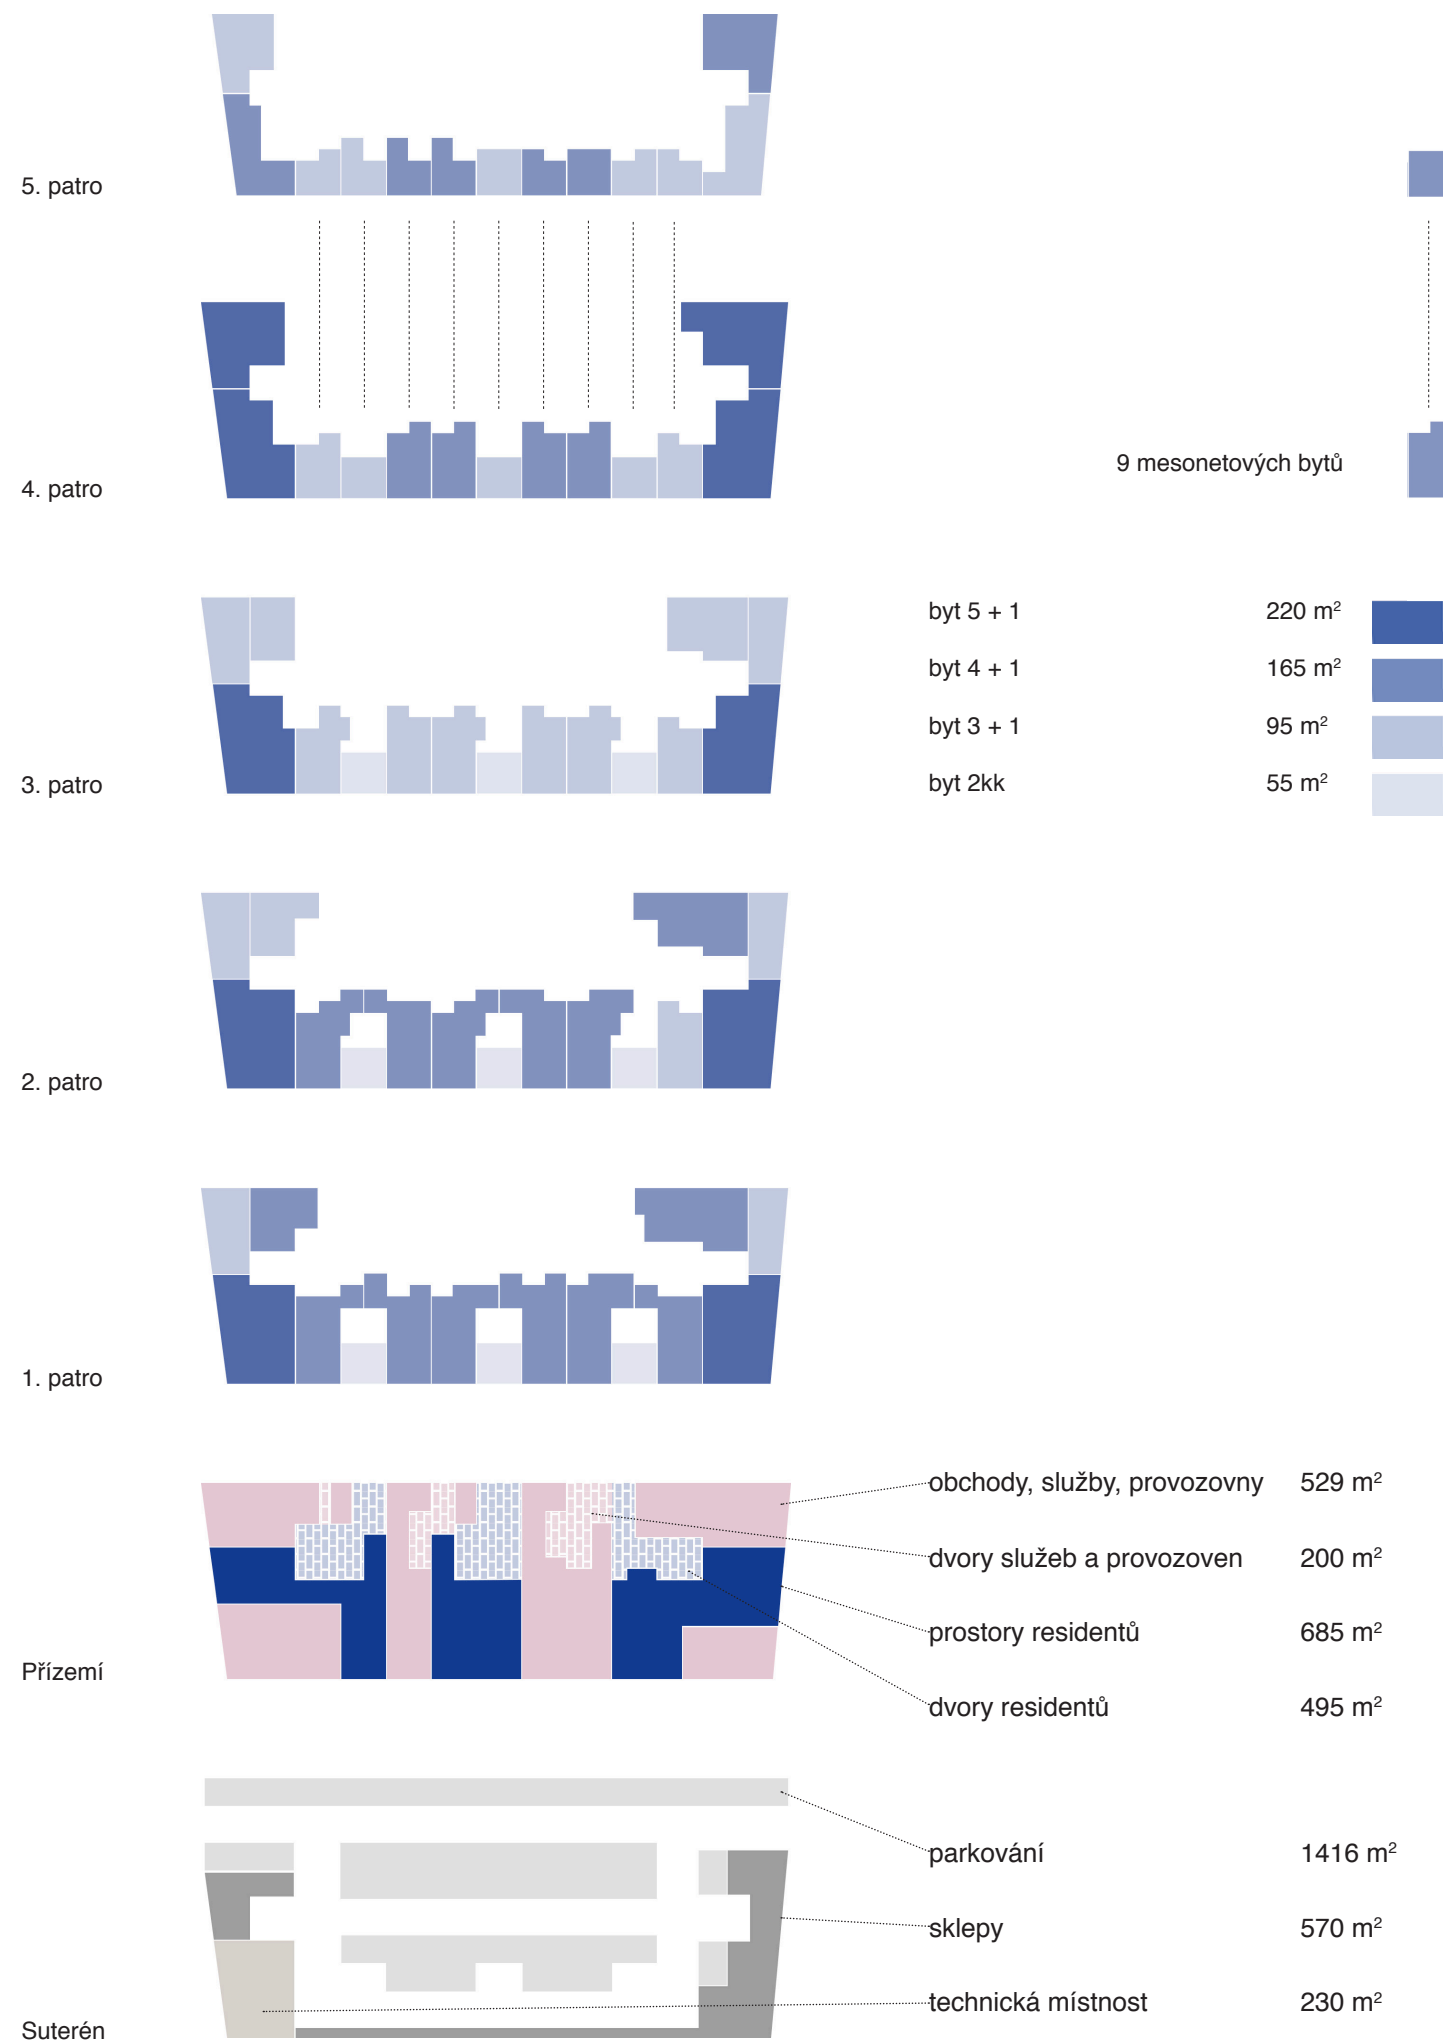 5. patro
9 mesonetových bytů
4. patro
byt 5 + 1 220 m²
byt 4 + 1 165 m²
byt 3 + 1 95 m²
byt 2kk 55 m²
3. patro
2. patro
1. patro
obchody, služby, provozovny 529 m²
dvory služeb a provozoven 200 m²
prostory residentů 685 m²
Přízemí
dvory residentů 495 m²
parkování 1416 m²
sklepy 570 m²
technická místnost 230 m²
Suterén